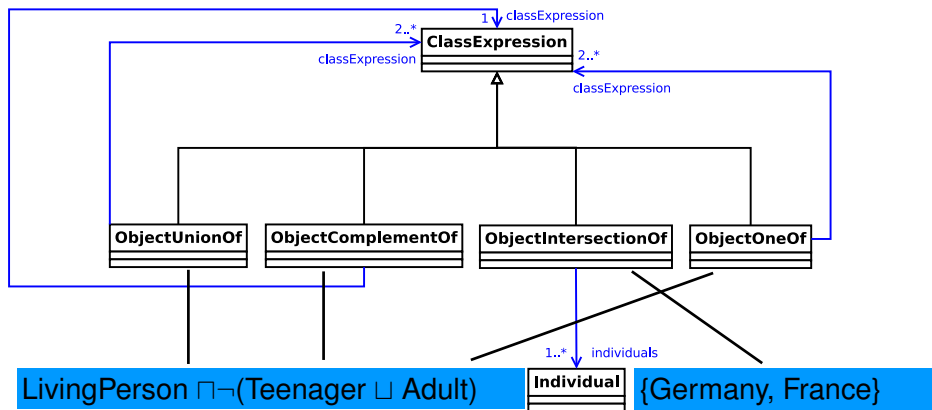 1 classExpression
2..*
ClassExpression
classExpression
2..*
classExpression
ObjectUnionOf
ObjectComplementOf
ObjectIntersectionOf
ObjectOneOf
1..* individuals
LivingPerson ⊓¬(Teenager ⊔ Adult)
Individual
{Germany, France}